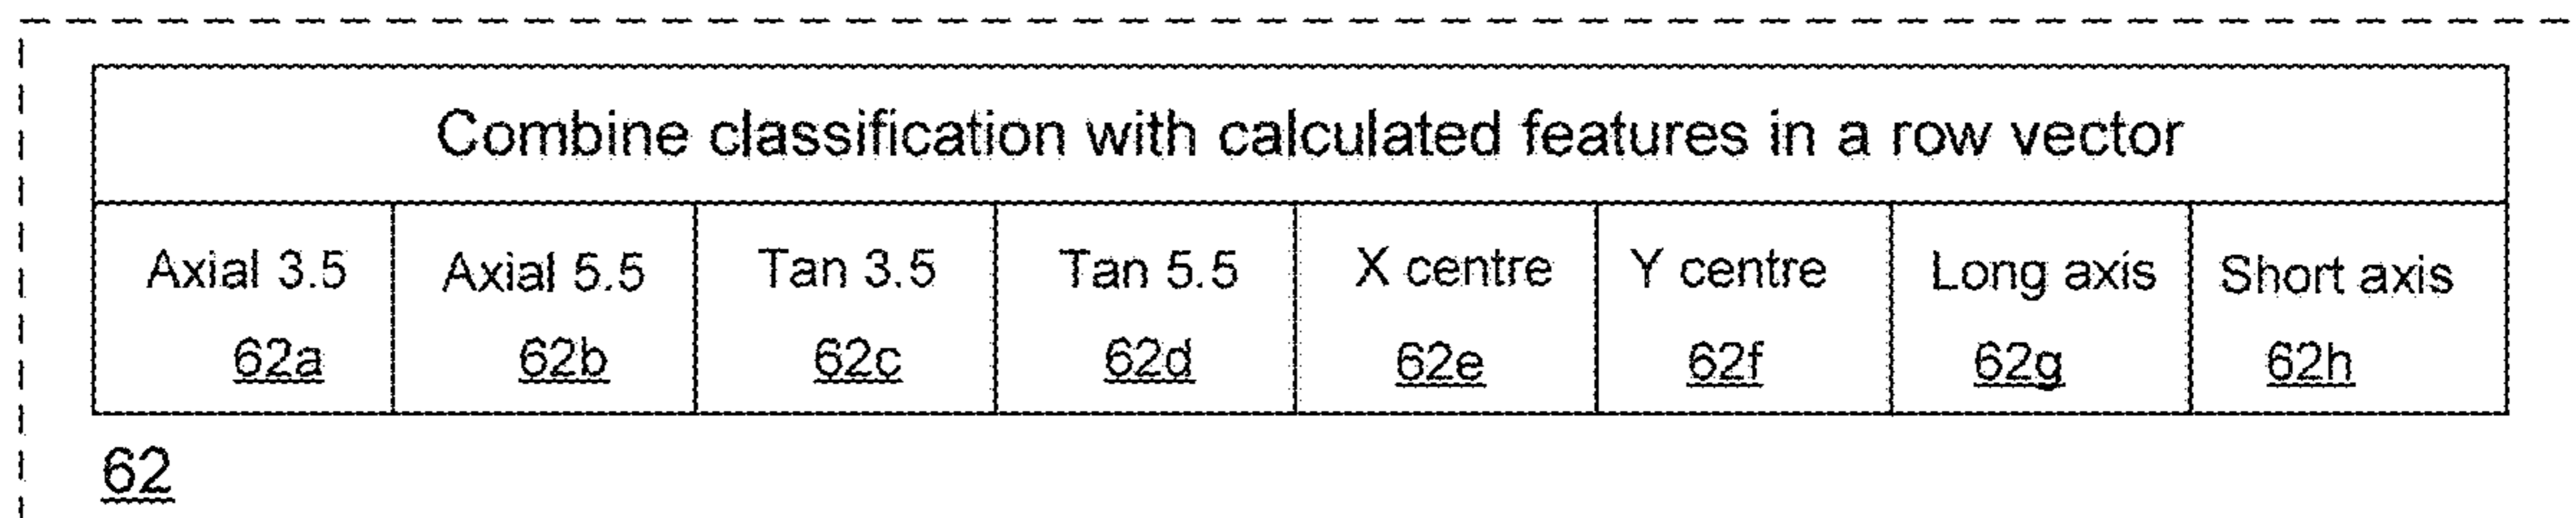 Combine classification with calculated features in a row vector
Axial 3.5 Axial 5.5 Tan 3.5 Tan 5.5 X centre Y centre Long axis Short axis
62a 62b 62c 62d 62e 62f 62g 62h
62